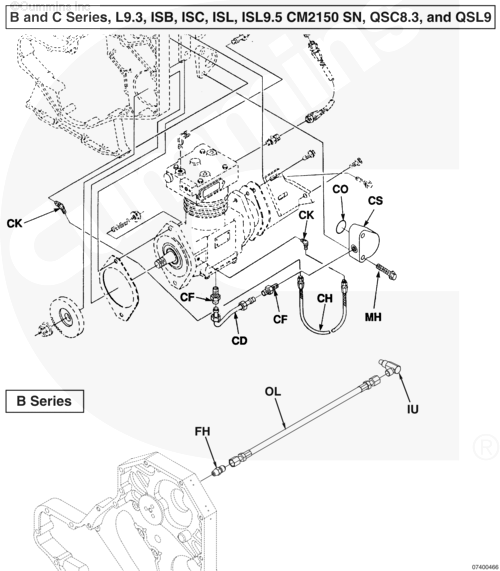 ©Cummins Inc
B and C Series, L9.3, ISB, ISC, ISL, ISL9.5 CM2150 SN, QSC8.3, and QSL9
CO
CS
CK
CK
CF
CH
MH
CD
CF
B Series
OL
IU
FH
Cummins
®
07400466